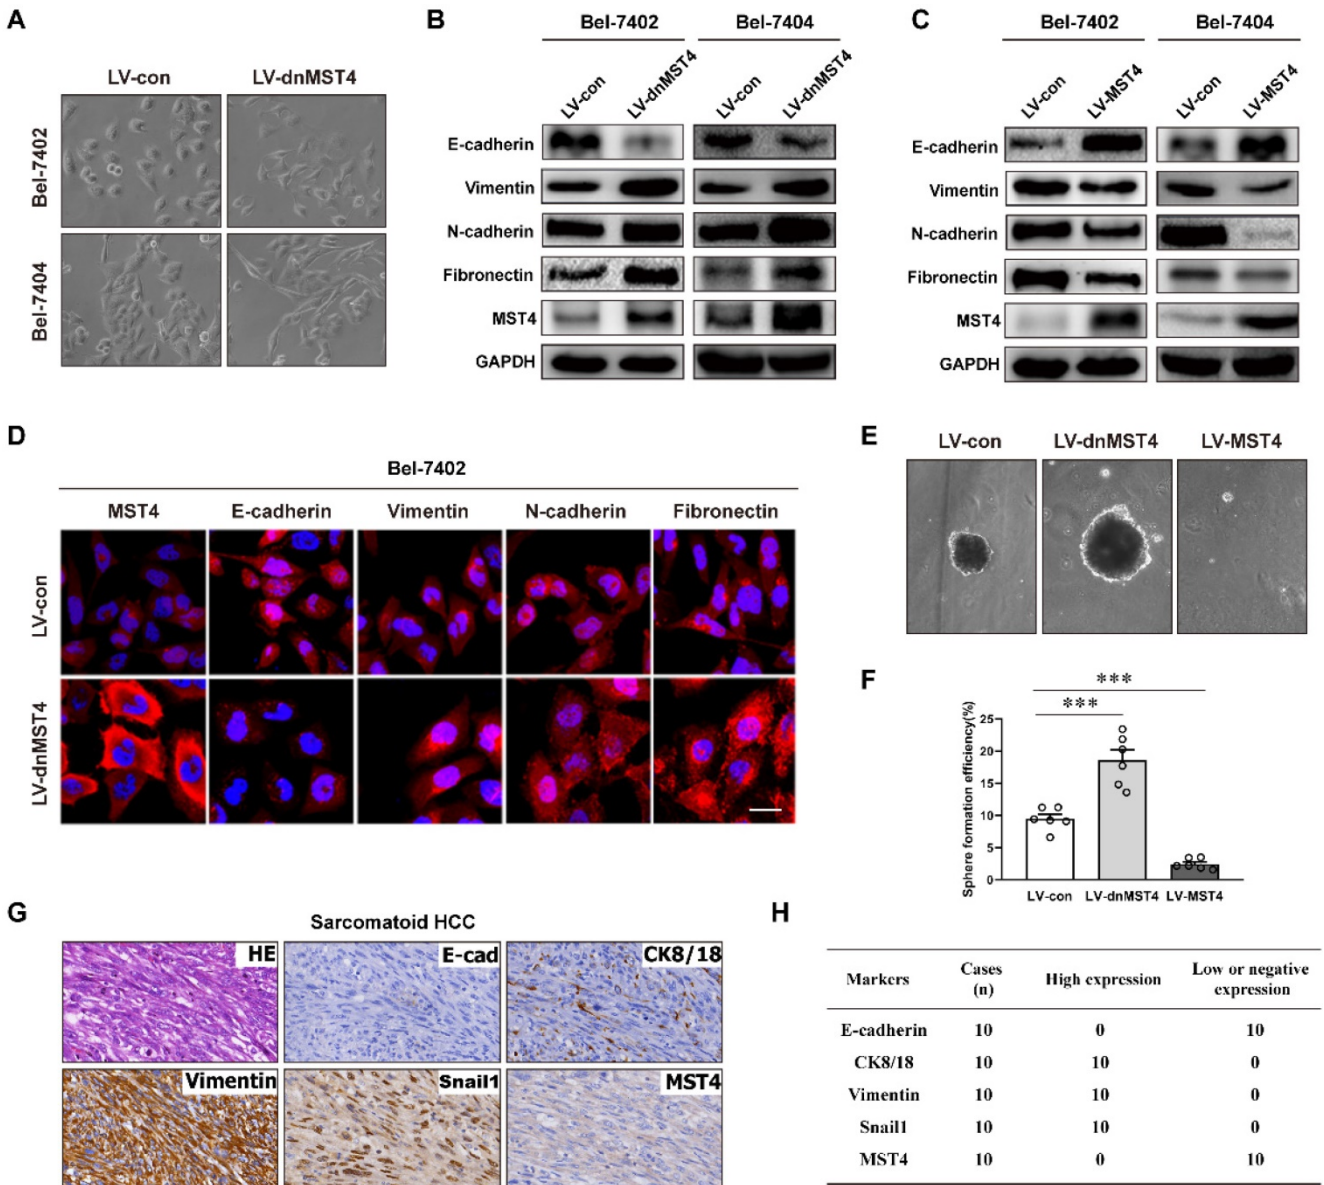 A
LV-con LV-dnMST4
Bel-7402
Bel-7404
B
Bel-7402 Bel-7404
LV-con LV-dnMST4 LV-con LV-dnMST4
E-cadherin
Vimentin
N-cadherin
Fibronectin
MST4
GAPDH
C
Bel-7402 Bel-7404
LV-con LV-MST4 LV-con LV-MST4
E-cadherin
Vimentin
N-cadherin
Fibronectin
MST4
GAPDH
D
Bel-7402
MST4 E-cadherin Vimentin N-cadherin Fibronectin
LV-con
LV-dnMST4
E
LV-con LV-dnMST4 LV-MST4
F
***
***
Sphere formation efficiency(%)
25
20
15
10
5
0
LV-con LV-dnMST4 LV-MST4
G
Sarcomatoid HCC
HE E-cad CK8/18
Vimentin Snail1 MST4
H
Markers Cases (n) High expression Low or negative expression
E-cadherin 10 0 10
CK8/18 10 10 0
Vimentin 10 10 0
Snail1 10 10 0
MST4 10 0 10